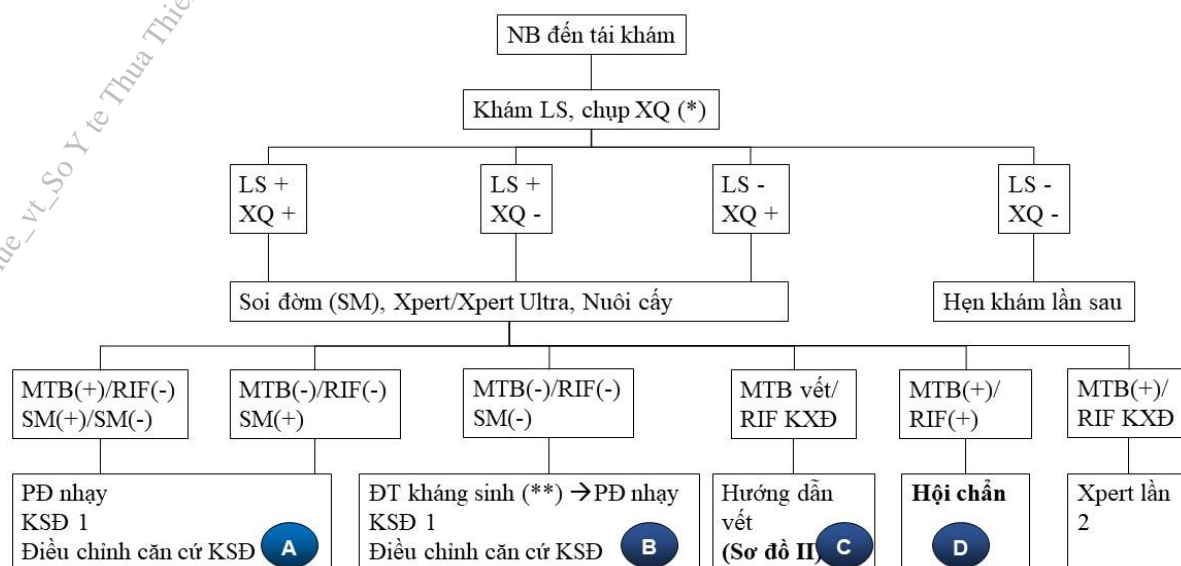 ue_vt_So Y te Thua Thie
NB đến tái khám
Khám LS, chụp XQ (*)
LS +
XQ +
LS +
XQ -
LS -
XQ +
LS -
XQ -
Soi đờm (SM), Xpert/Xpert Ultra, Nuôi cấy
Hẹn khám lần sau
MTB(+)/RIF(-)
SM(+)/SM(-)
MTB(-)/RIF(-)
SM(+)
MTB(-)/RIF(-)
SM(-)
MTB vết/
RIF KXĐ
MTB(+)/
RIF(+)
MTB(+)/
RIF KXĐ
PĐ nhạy
KSĐ 1
Điều chỉnh căn cứ KSĐ
A
ĐT kháng sinh (**) →PĐ nhạy
KSĐ 1
Điều chỉnh căn cứ KSĐ
B
Hướng dẫn
vết
(Sơ đồ II)
C
Hội chẩn
D
Xpert lần
2